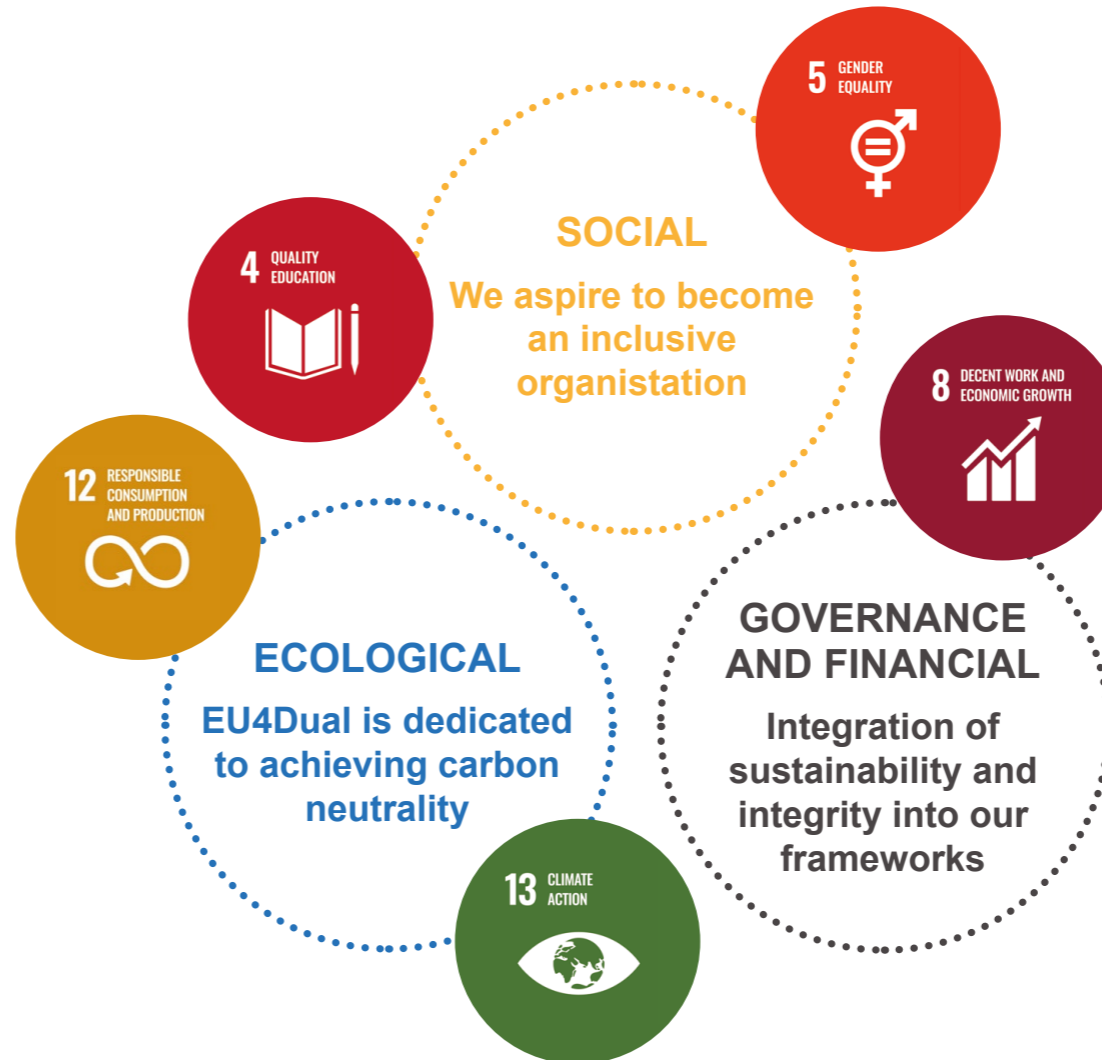 5 GENDER
EQUALITY
SOCIAL
We aspire to become
an inclusive
organistation
4 QUALITY
EDUCATION
8 DECENT WORK AND
ECONOMIC GROWTH
12 RESPONSIBLE
CONSUMPTION
AND PRODUCTION
ECOLOGICAL
EU4Dual is dedicated
to achieving carbon
neutrality
GOVERNANCE
AND FINANCIAL
Integration of
sustainability and
integrity into our
frameworks
13 CLIMATE
ACTION